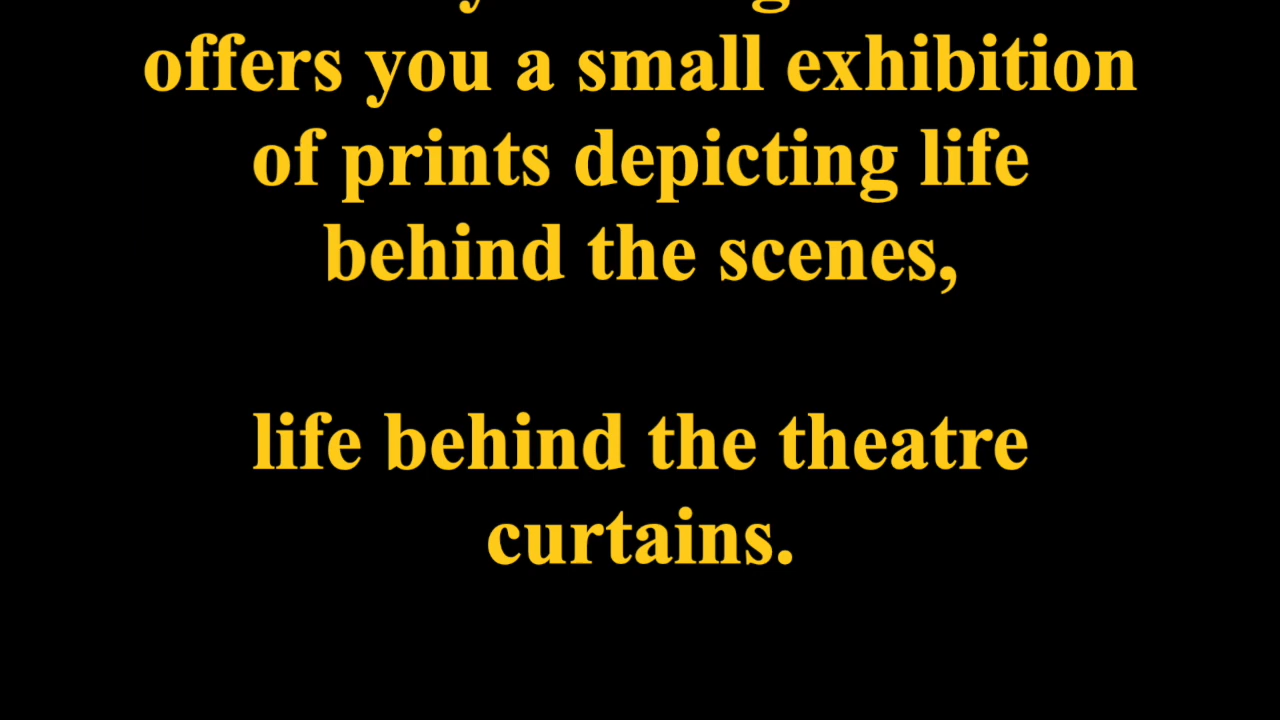 offers you a small exhibition
of prints depicting life
behind the scenes,
life behind the theatre
curtains.